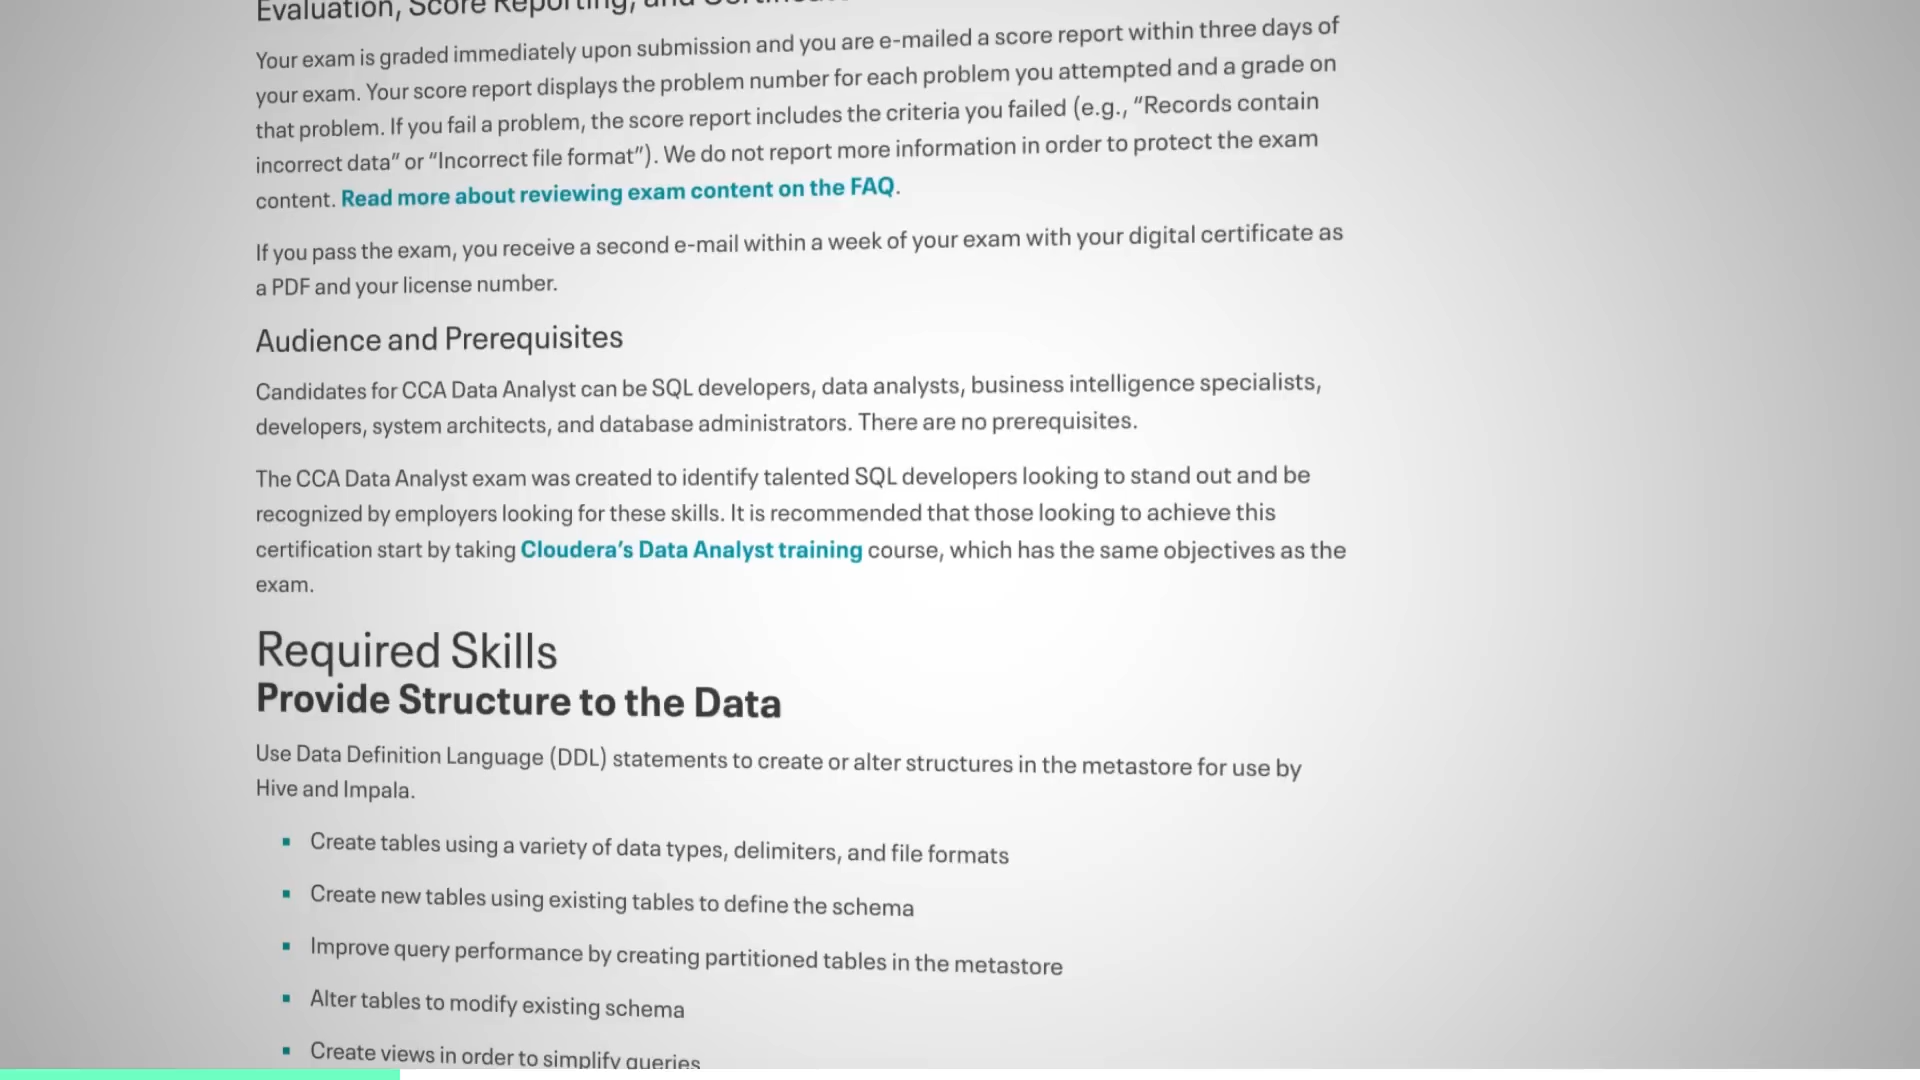 Evaluation, Score Reporting, and
Your exam is graded immediately upon submission and you are e-mailed a score report within three days of
your exam. Your score report displays the problem number for each problem you attempted and a grade on
that problem. If you fail a problem, the score report includes the criteria you failed (e.g., “Records contain
incorrect data” or “Incorrect file format”). We do not report more information in order to protect the exam
content. Read more about reviewing exam content on the FAQ.
If you pass the exam, you receive a second e-mail within a week of your exam with your digital certificate as
a PDF and your license number.
Audience and Prerequisites
Candidates for CCA Data Analyst can be SQL developers, data analysts, business intelligence specialists,
developers, system architects, and database administrators. There are no prerequisites.
The CCA Data Analyst exam was created to identify talented SQL developers looking to stand out and be
recognized by employers looking for these skills. It is recommended that those looking to achieve this
certification start by taking Cloudera’s Data Analyst training course, which has the same objectives as the
exam.
Required Skills
Provide Structure to the Data
Use Data Definition Language (DDL) statements to create or alter structures in the metastore for use by
Hive and Impala.
▪ Create tables using a variety of data types, delimiters, and file formats
▪ Create new tables using existing tables to define the schema
▪ Improve query performance by creating partitioned tables in the metastore
▪ Alter tables to modify existing schema
▪ Create views in order to simplify queries